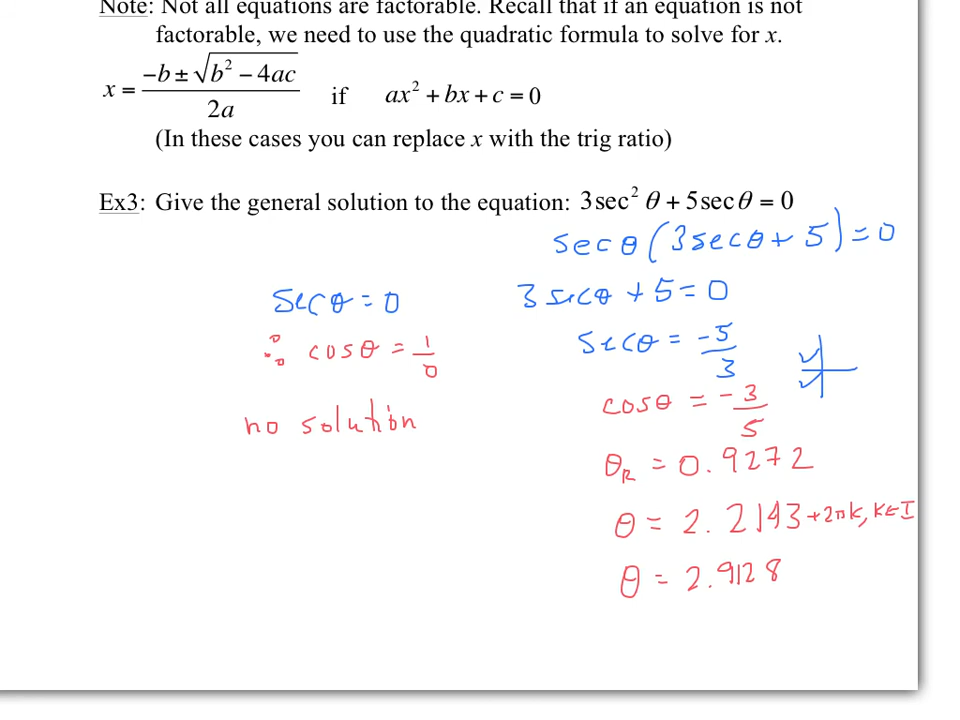 Note: Not all equations are factorable. Recall that if an equation is not
factorable, we need to use the quadratic formula to solve for x.
x = (-b ± √(b² - 4ac)) / 2a if ax² + bx + c = 0
(In these cases you can replace x with the trig ratio)
Ex3: Give the general solution to the equation: 3sec² θ + 5secθ = 0
secθ(3secθ + 5) = 0
secθ = 0
∴ cosθ = 1/0
no solution
3secθ + 5 = 0
secθ = -5/3
cosθ = -3/5
θR = 0.9272
θ = 2.2143 + 2πk, k∈I
θ = 2.9128